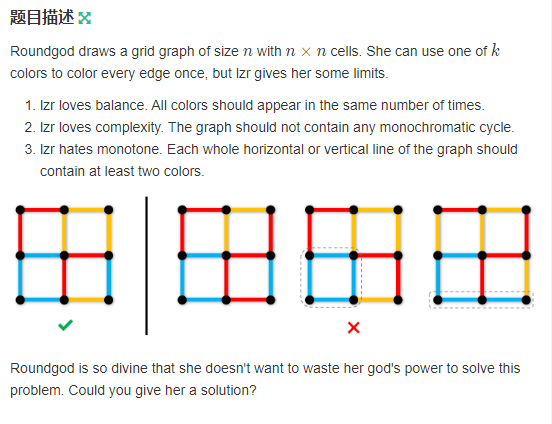 题目描述
Roundgod draws a grid graph of size n with n × n cells. She can use one of k
colors to color every edge once, but lzr gives her some limits.
1. lzr loves balance. All colors should appear in the same number of times.
2. lzr loves complexity. The graph should not contain any monochromatic cycle.
3. lzr hates monotone. Each whole horizontal or vertical line of the graph should
contain at least two colors.
Roundgod is so divine that she doesn't want to waste her god's power to solve this
problem. Could you give her a solution?